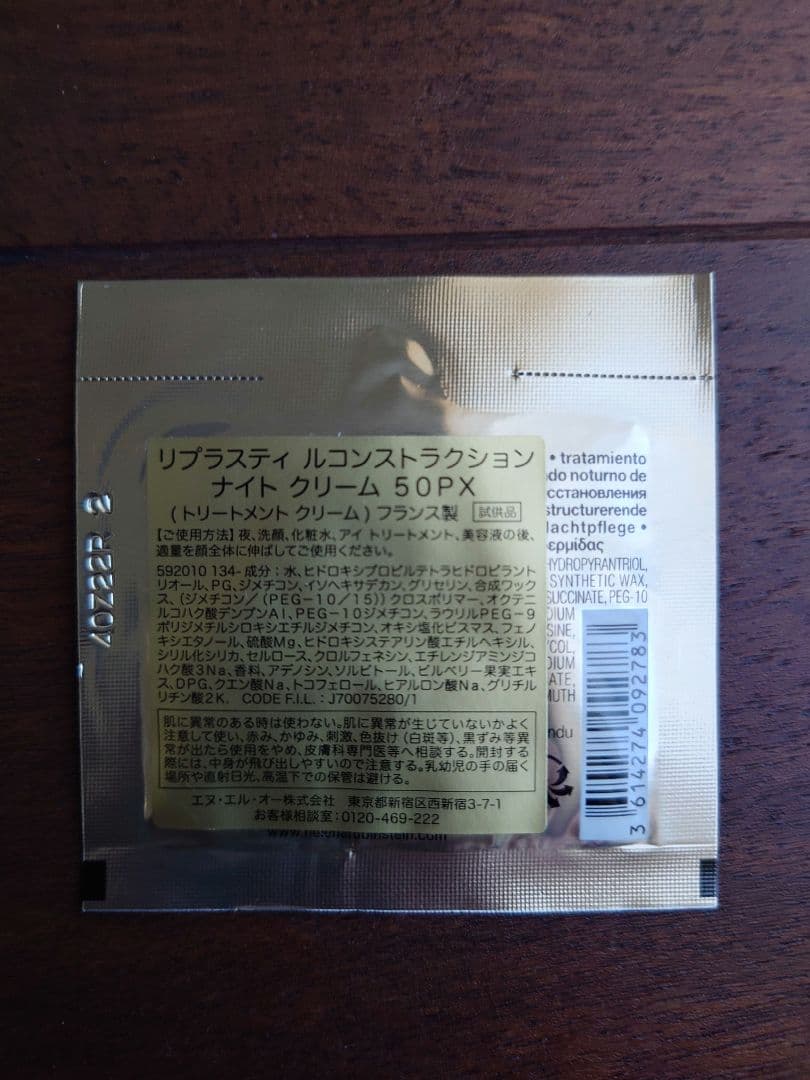 リプラスティ ルコンストラクション
ナイト クリーム 50PX
(トリートメント クリーム) フランス製 試供品
【ご使用方法】夜、洗顔、化粧水、アイ トリートメント、美容液の後、
適量を顔全体に伸ばしてご使用ください。
592010 134- 成分：水、ヒドロキシプロピルテトラヒドロピラント
リオール、PG、ジメチコン、イソヘキサデカン、グリセリン、合成ワック
ス、(ジメチコン／(PEG-10／15)) クロスポリマー、オクテニ
ルコハク酸デンプンAl、PEG-10ジメチコン、ラウリルPEG-9
ポリジメチルシロキシエチルジメチコン、オキシ塩化ビスマス、フェノ
キシエタノール、硫酸Mg、ヒドロキシステアリン酸エチルヘキシル、
シリル化シリカ、セルロース、クロルフェネシン、エチレンジアミンジコ
ハク酸3Na、香料、アデノシン、ソルビトール、ビルベリー果実エキ
ス、DPG、クエン酸Na、トコフェロール、ヒアルロン酸Na、グリチル
リチン酸2K. CODE F.I.L. : J70075280/1
肌に異常のある時は使わない。肌に異常が生じていないかよく
注意して使い、赤み、かゆみ、刺激、色抜け (白斑等)、黒ずみ等異
常が出たら使用をやめ、皮膚科専門医等へ相談する。開封する
際には、中身が飛び出しやすいので注意する。乳幼児の手の届く
場所や直射日光、高温下での保管は避ける。
エヌ・エル・オー株式会社 東京都新宿区西新宿3-7-1
お客様相談室：0120-469-222
www.helenarubinstein.com
• tratamiento
do noturno de
сстановления
structurerende
lachtpflege •
ερμίδας
HYDROPYRANTRIOL,
SYNTHETIC WAX,
SUCCINATE, PEG-10
DIUM
SINE,
YCOL,
DIUM
ATE,
MUTH
ndu
3 614274 092783
40Z22R 2